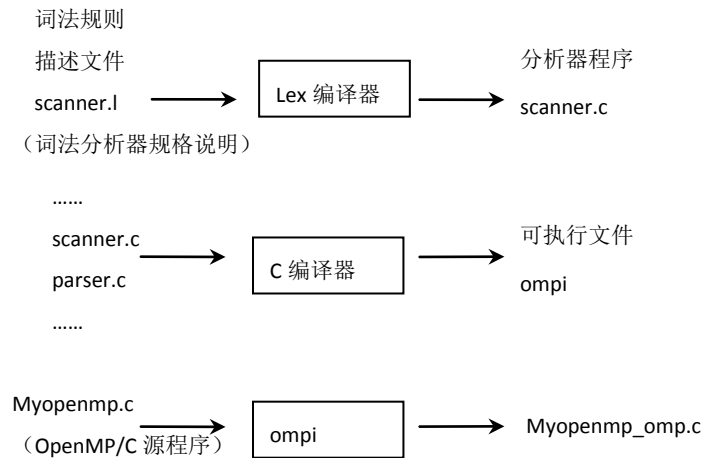 词法规则
描述文件
scanner.l
（词法分析器规格说明）
Lex 编译器
分析器程序
scanner.c
……
scanner.c
parser.c
……
C 编译器
可执行文件
ompi
Myopenmp.c
（OpenMP/C 源程序）
ompi
Myopenmp_omp.c